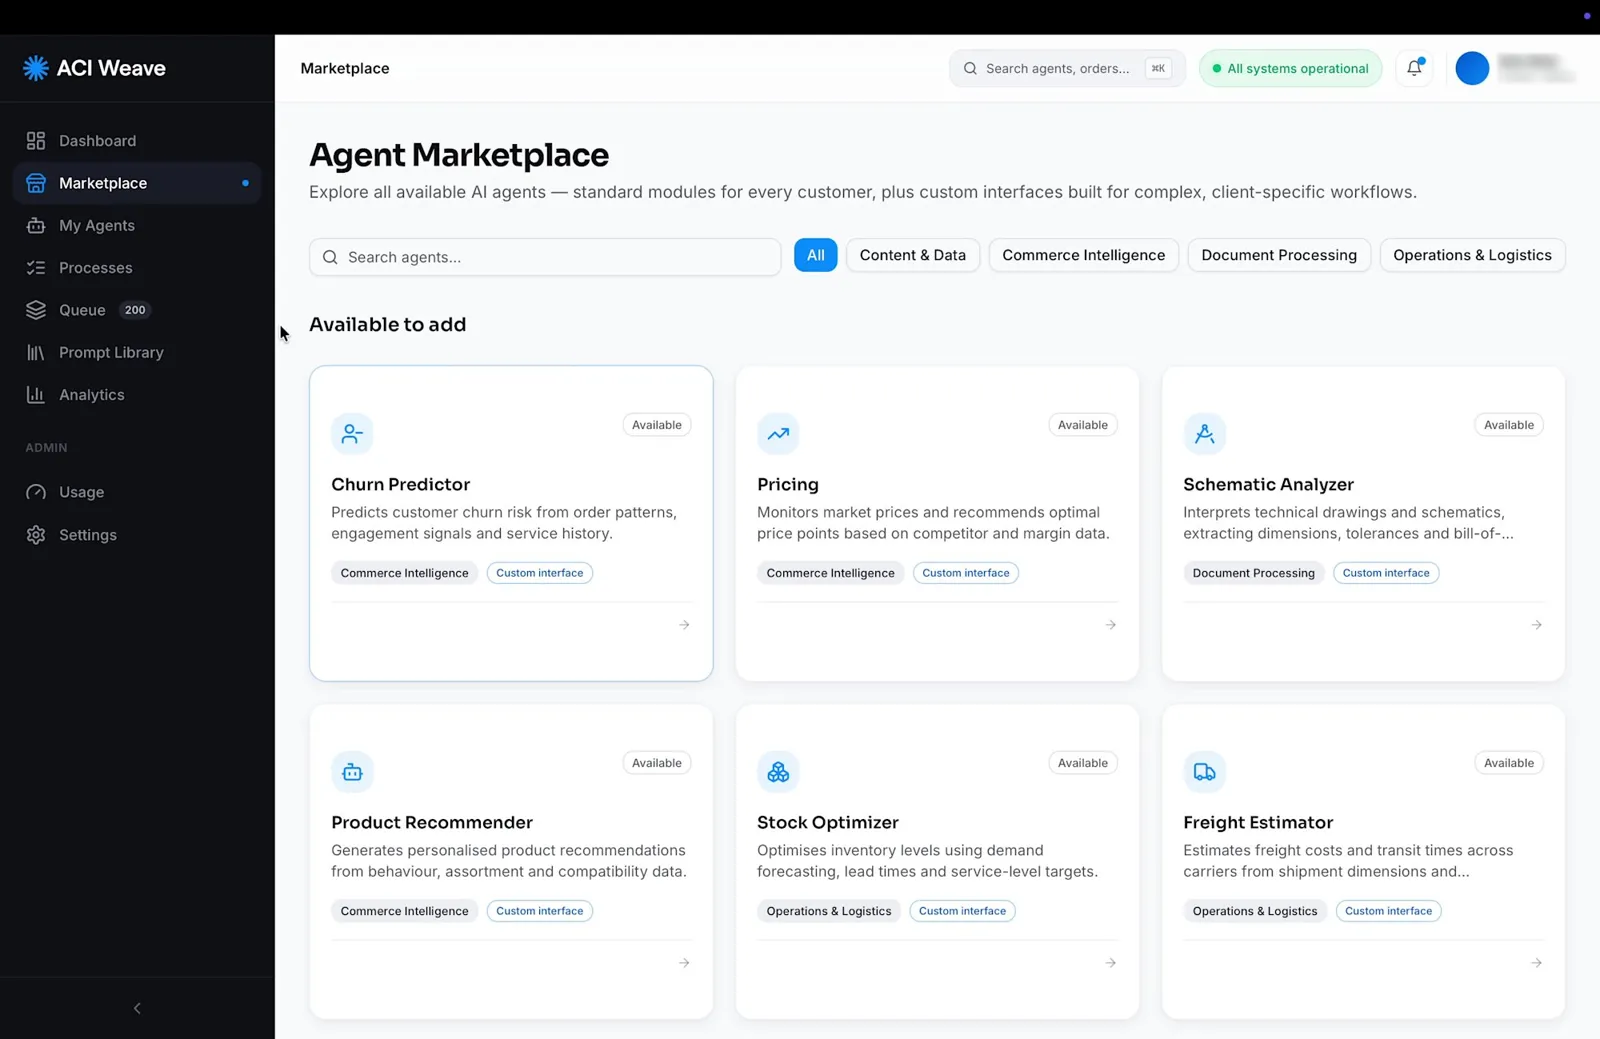 ACI Weave
Marketplace
Search agents, orders...
⌘K
All systems operational
Dashboard
Marketplace
My Agents
Processes
Queue 200
Prompt Library
Analytics
ADMIN
Usage
Settings
Agent Marketplace
Explore all available AI agents — standard modules for every customer, plus custom interfaces built for complex, client-specific workflows.
Search agents...
All
Content & Data
Commerce Intelligence
Document Processing
Operations & Logistics
Available to add
Available
Churn Predictor
Predicts customer churn risk from order patterns,
engagement signals and service history.
Commerce Intelligence
Custom interface
Available
Pricing
Monitors market prices and recommends optimal
price points based on competitor and margin data.
Commerce Intelligence
Custom interface
Available
Schematic Analyzer
Interprets technical drawings and schematics,
extracting dimensions, tolerances and bill-of-...
Document Processing
Custom interface
Available
Product Recommender
Generates personalised product recommendations
from behaviour, assortment and compatibility data.
Commerce Intelligence
Custom interface
Available
Stock Optimizer
Optimises inventory levels using demand
forecasting, lead times and service-level targets.
Operations & Logistics
Custom interface
Available
Freight Estimator
Estimates freight costs and transit times across
carriers from shipment dimensions and...
Operations & Logistics
Custom interface